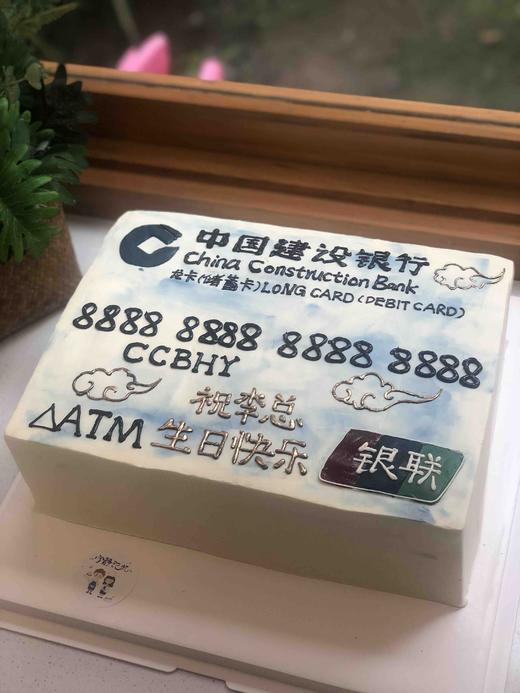 中国建设银行
China Construction Bank
龙卡(储蓄卡)LONG CARD(DEBIT CARD)
8888 8888 8888 8888
CCBHY
祝李总
ATM 生日快乐
银联